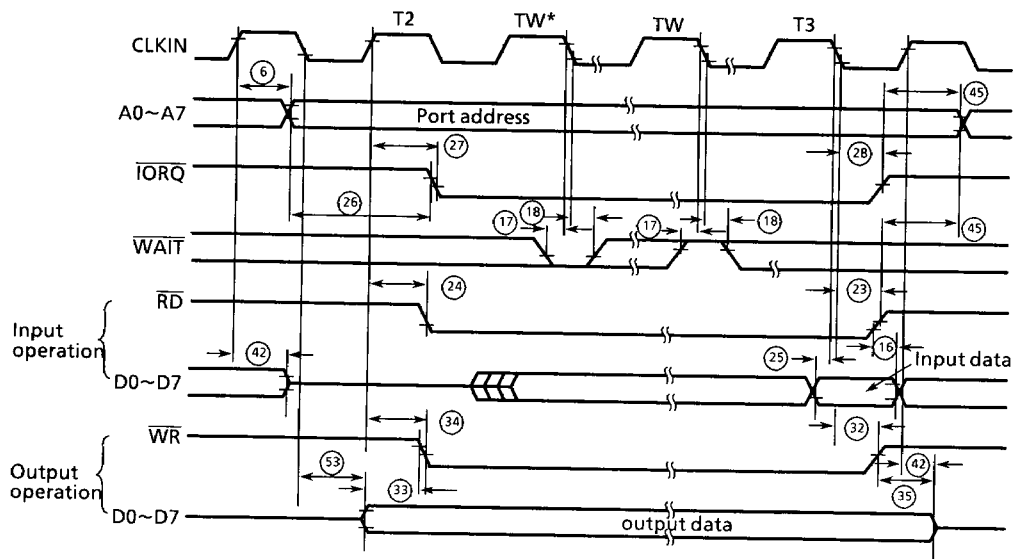 T2 TW* TW T3
CLKIN
6 45
A0~A7 Port address
27 28
IORQ
26
17 18 17 18 45
WAIT
24 23
RD
Input operation
42 25 16 Input data
D0~D7
34 32
WR
Output operation
53 33 42
35
D0~D7 output data